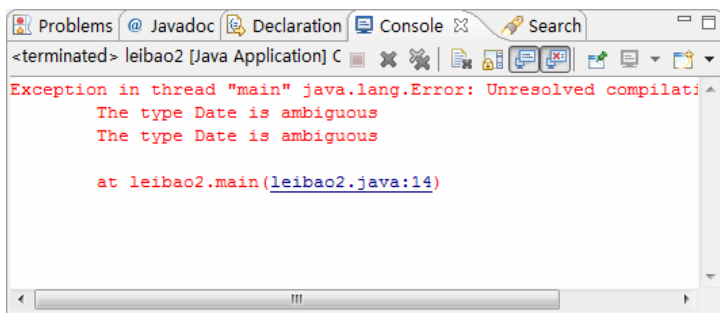 Problems @ Javadoc Declaration Console Search
<terminated> leibao2 [Java Application] C
Exception in thread "main" java.lang.Error: Unresolved compilati
The type Date is ambiguous
The type Date is ambiguous
at leibao2.main(leibao2.java:14)